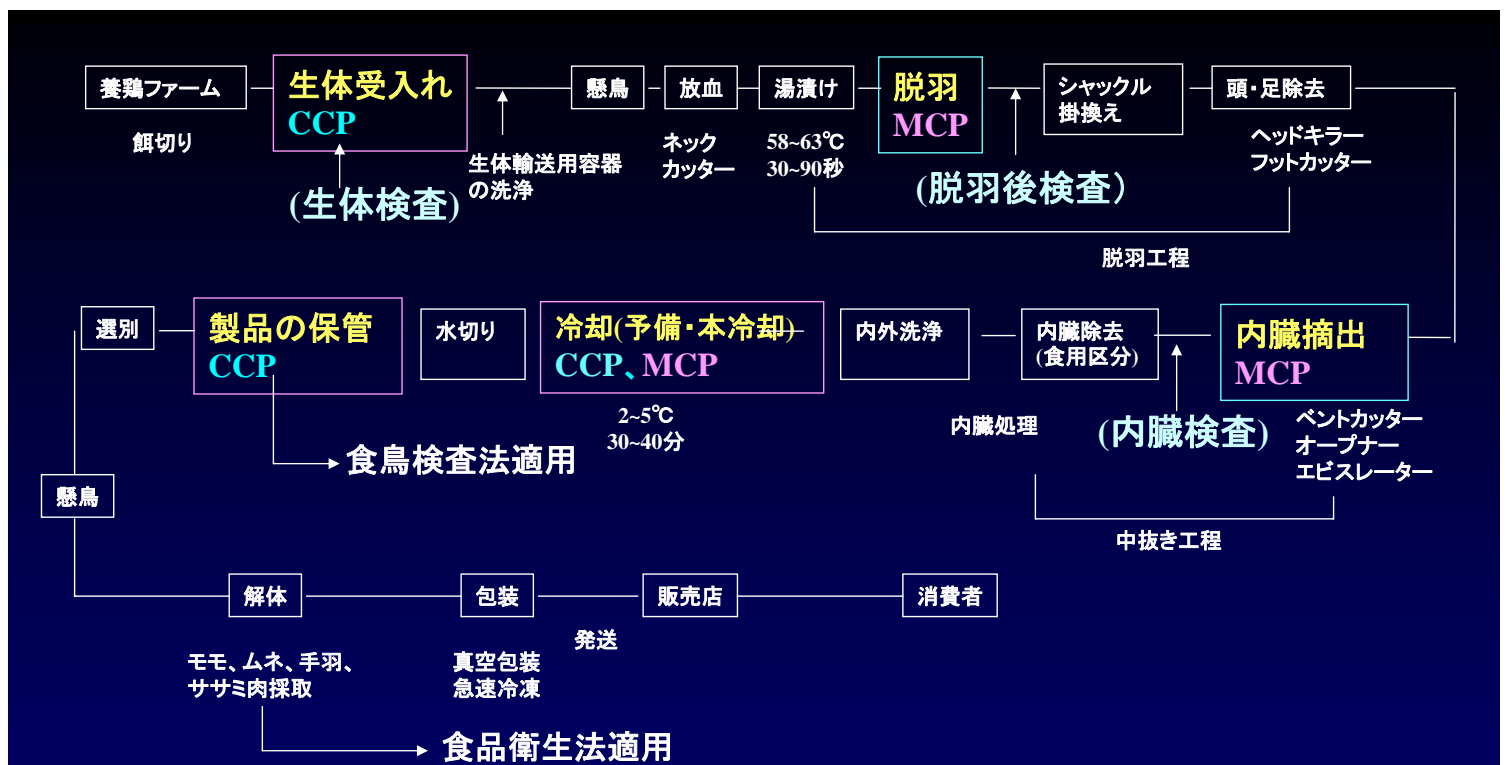 養鶏ファーム
餌切り
生体受入れ
CCP
(生体検査)
生体輸送用容器
の洗浄
懸鳥
放血
ネック
カッター
湯漬け
58~63℃
30~90秒
脱羽
MCP
(脱羽後検査）
シャックル
掛換え
頭・足除去
ヘッドキラー
フットカッター
脱羽工程
内臓摘出
MCP
ベントカッター
オープナー
エビスレーター
(内臓検査)
内臓除去
(食用区分)
内臓処理
中抜き工程
内外洗浄
冷却(予備・本冷却)
CCP、MCP
2~5℃
30~40分
水切り
製品の保管
CCP
食鳥検査法適用
選別
懸鳥
解体
モモ、ムネ、手羽、
ササミ肉採取
食品衛生法適用
包装
真空包装
急速冷凍
発送
販売店
消費者